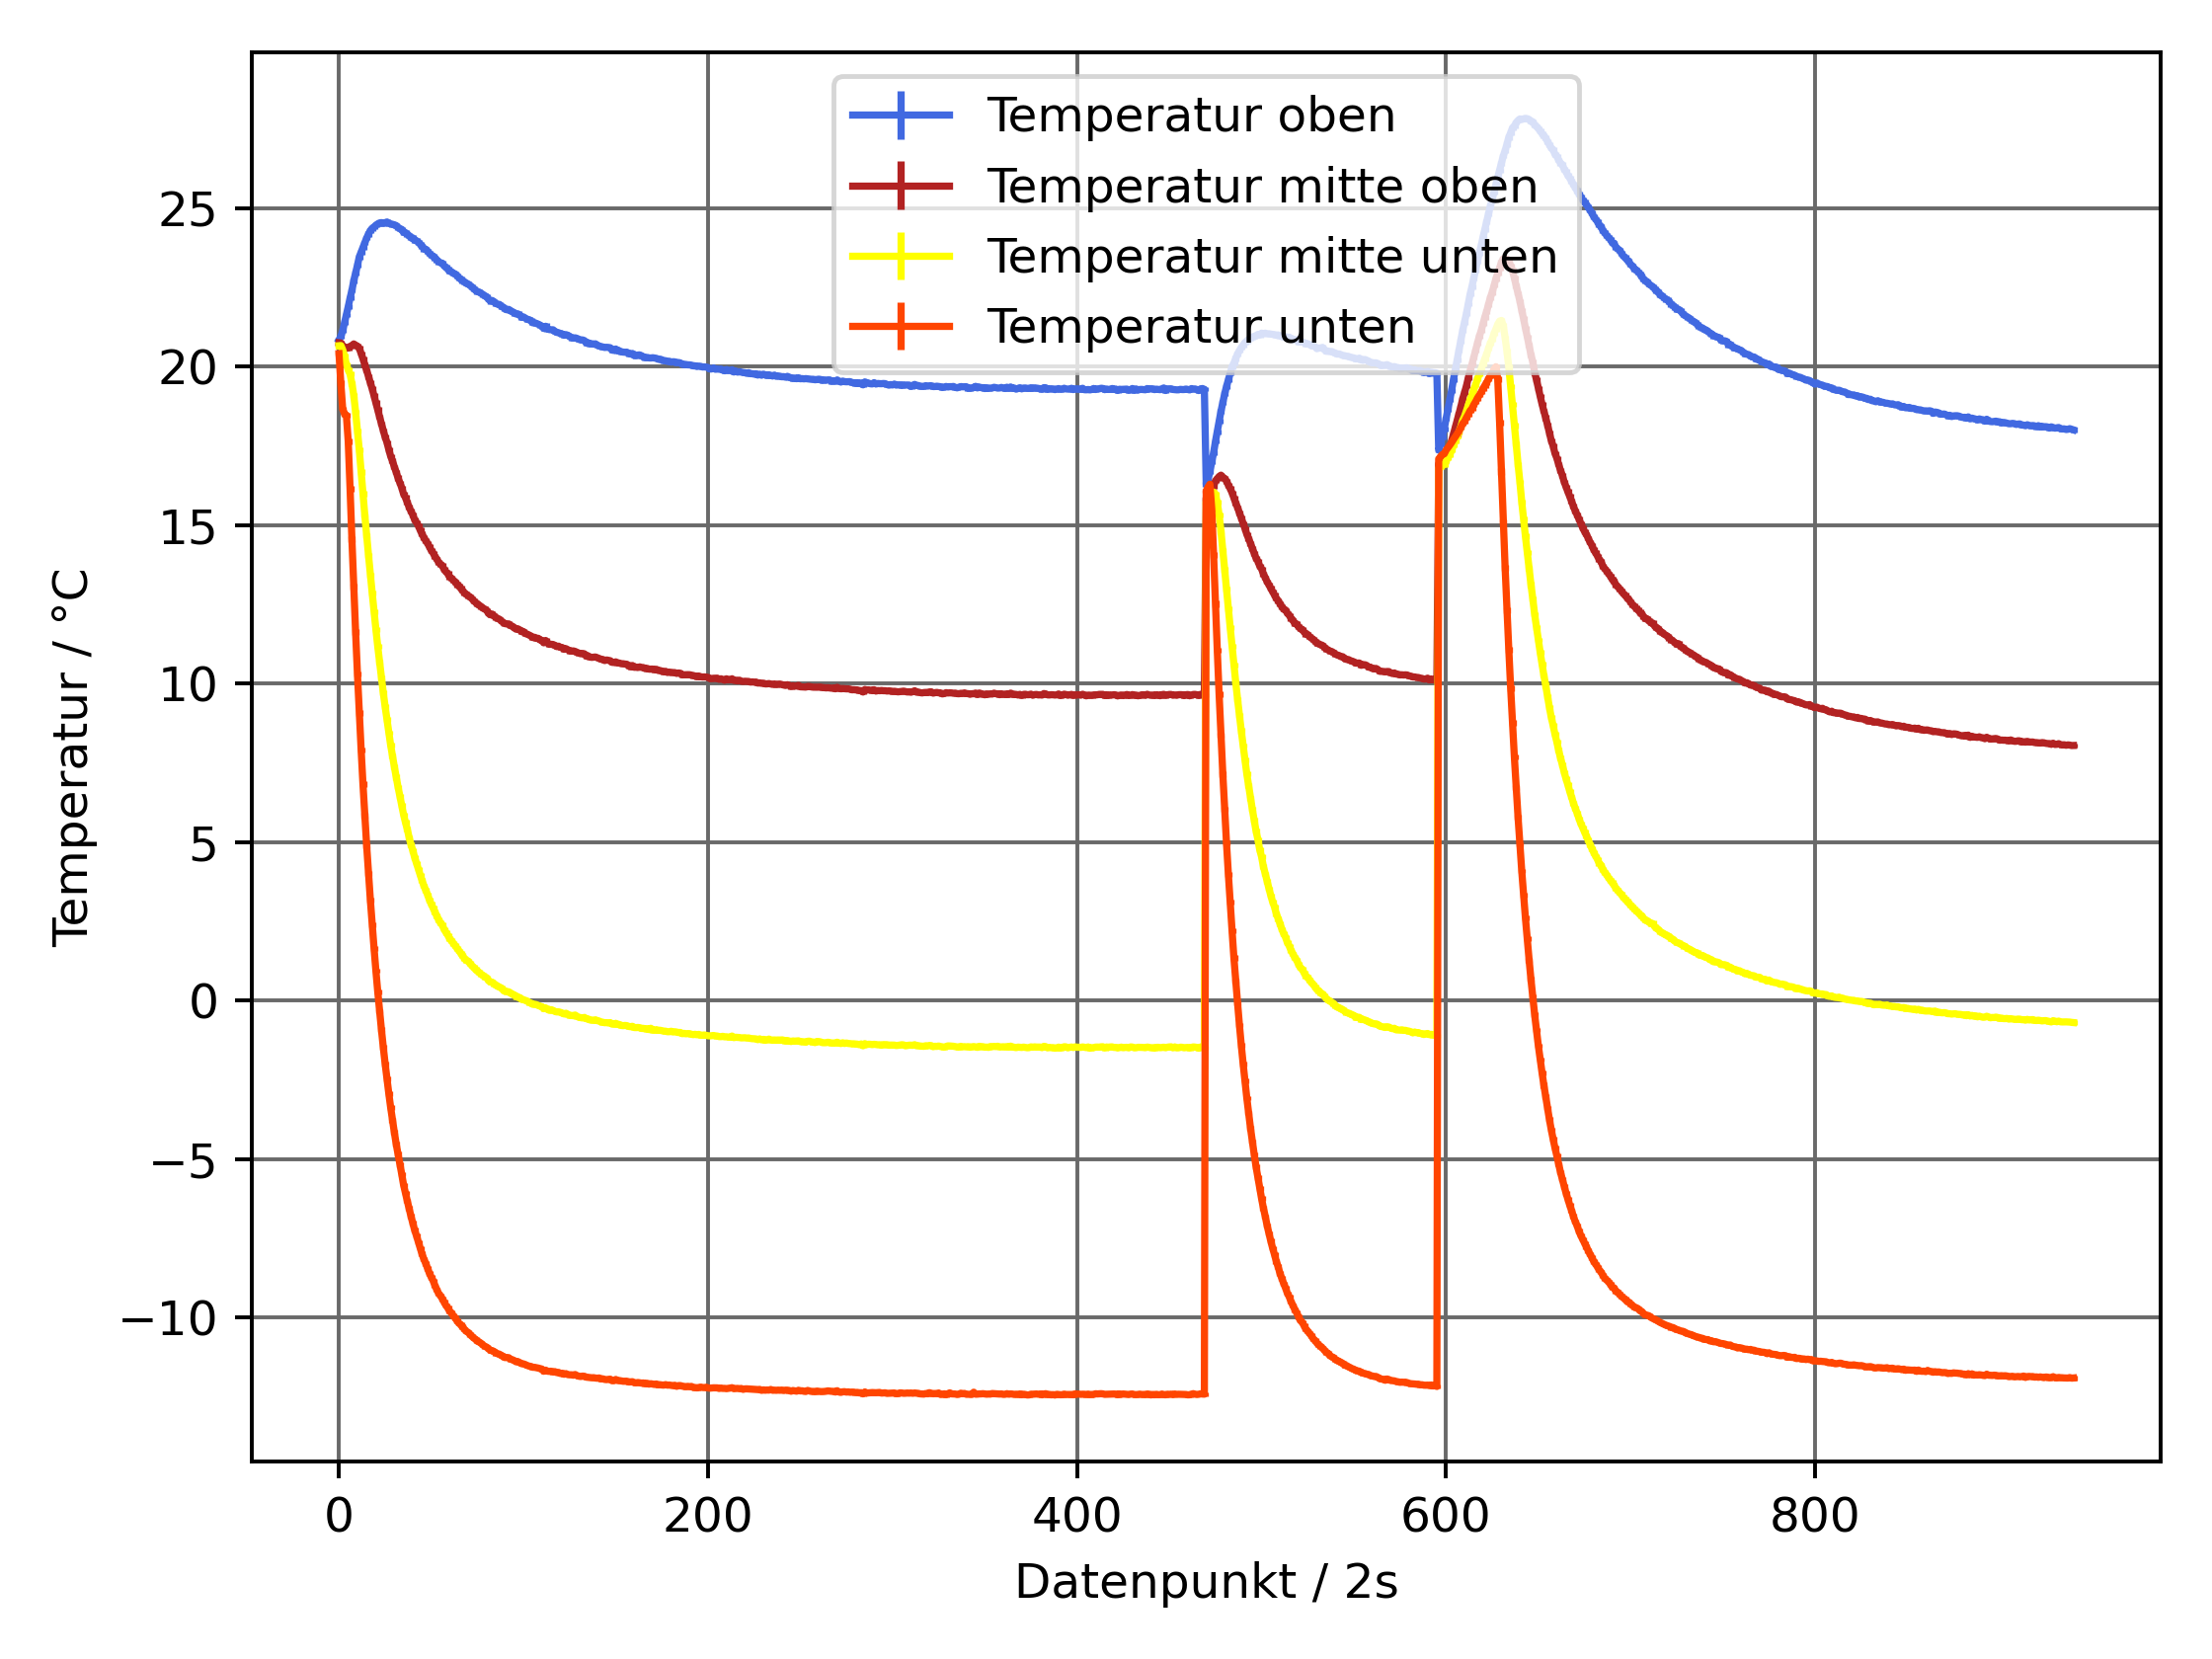 Temperatur oben
Temperatur mitte oben
Temperatur mitte unten
Temperatur unten
Temperatur / °C
25
20
15
10
5
0
−5
−10
0 200 400 600 800
Datenpunkt / 2s